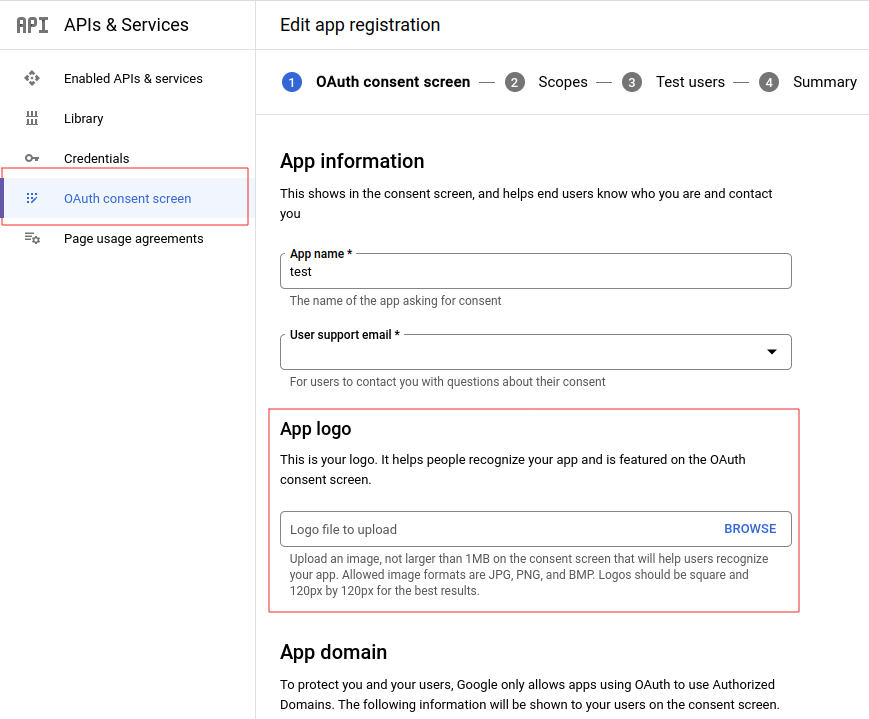 API APIs & Services
Edit app registration
Enabled APIs & services
Library
Credentials
OAuth consent screen
Page usage agreements
1 OAuth consent screen — 2 Scopes — 3 Test users — 4 Summary
App information
This shows in the consent screen, and helps end users know who you are and contact
you
App name *
test
The name of the app asking for consent
User support email *
For users to contact you with questions about their consent
App logo
This is your logo. It helps people recognize your app and is featured on the OAuth
consent screen.
Logo file to upload BROWSE
Upload an image, not larger than 1MB on the consent screen that will help users recognize
your app. Allowed image formats are JPG, PNG, and BMP. Logos should be square and
120px by 120px for the best results.
App domain
To protect you and your users, Google only allows apps using OAuth to use Authorized
Domains. The following information will be shown to your users on the consent screen.